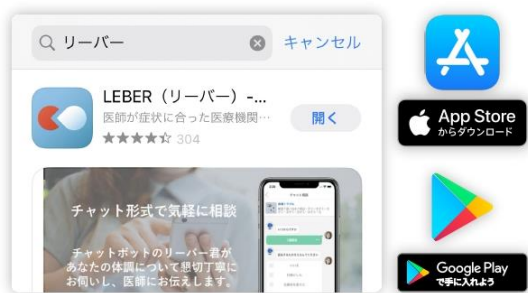 リーバー
キャンセル
LEBER（リーバー）-...
医師が症状に合った医療機関…
304
開く
チャット形式で気軽に相談
チャットボットのリーバー君が
あなたの体調について懇切丁寧に
お伺いし、医師にお伝えします。
App Store
からダウンロード
Google Play
で手に入れよう